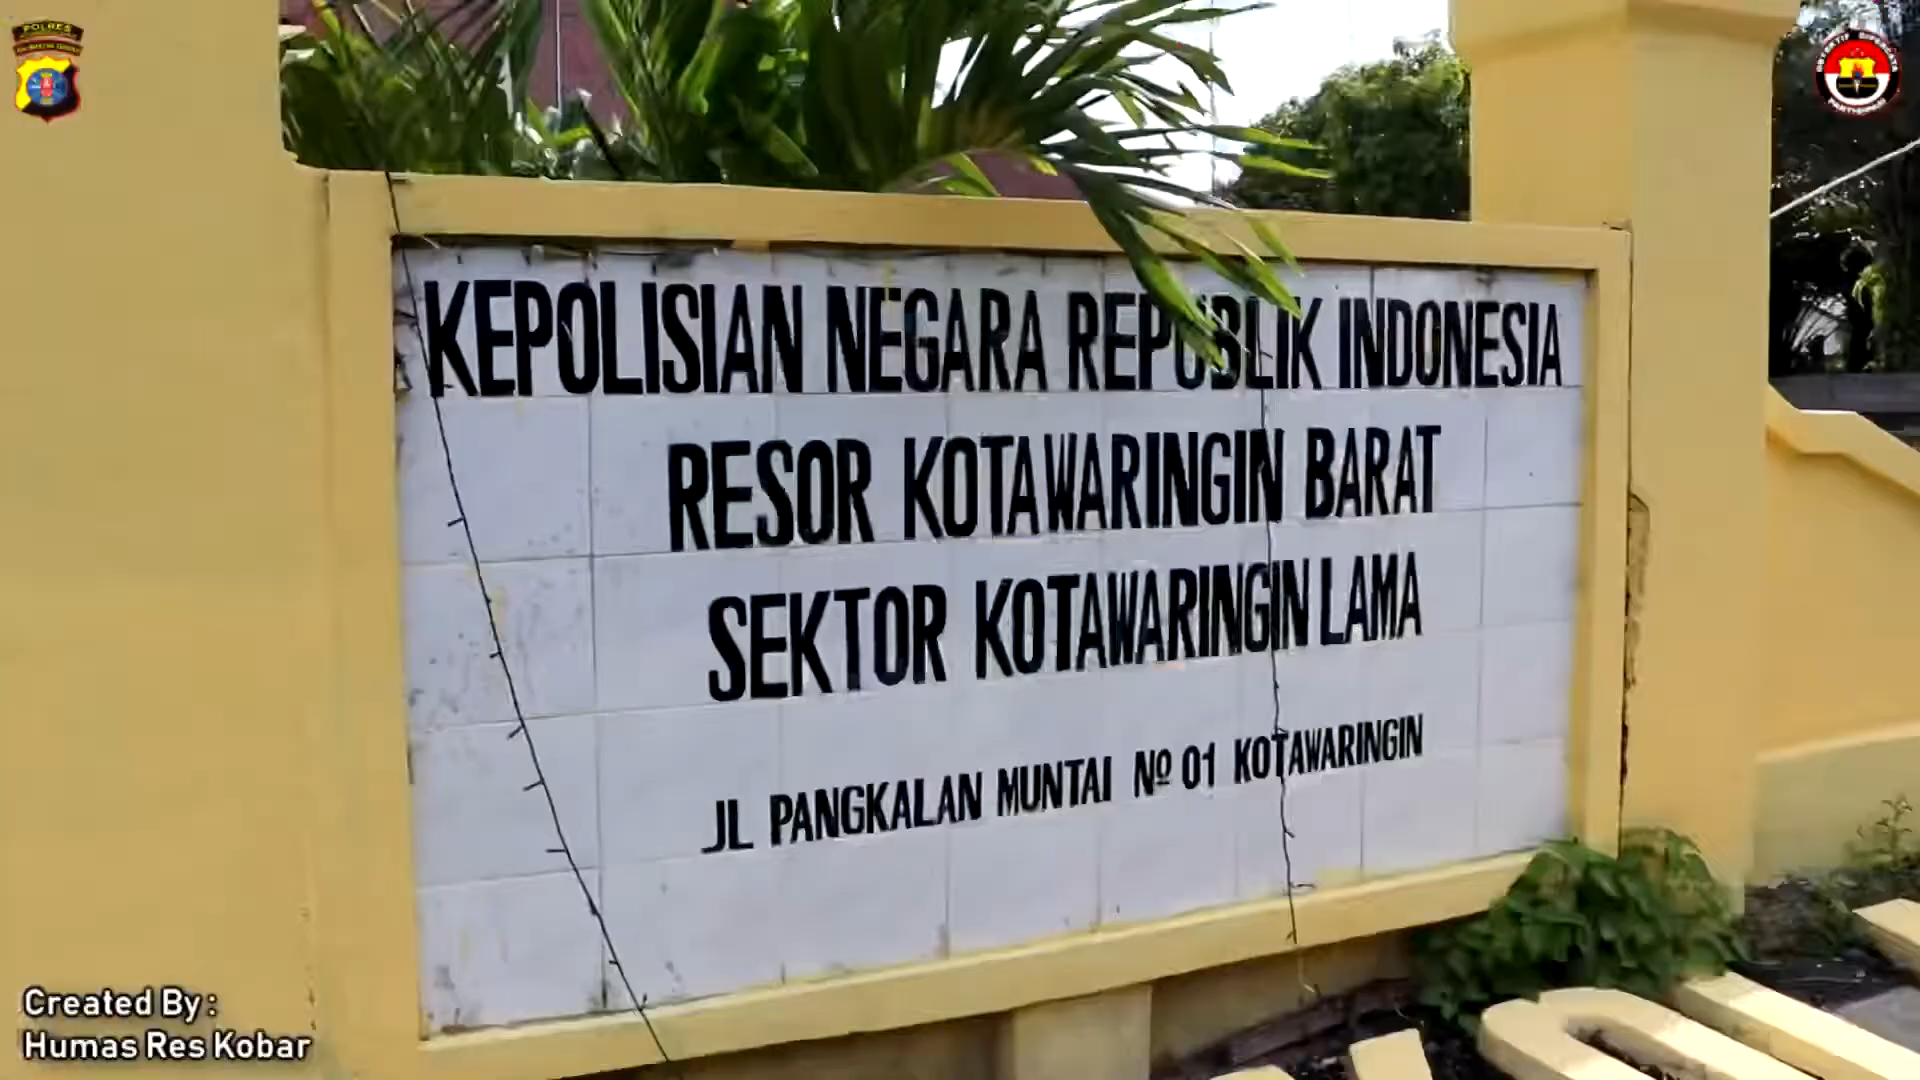 POLRES
KEPOLISIAN NEGARA REPUBLIK INDONESIA
RESOR KOTAWARINGIN BARAT
SEKTOR KOTAWARINGIN LAMA
JL PANGKALAN MUNTAI Nº 01 KOTAWARINGIN
Created By :
Humas Res Kobar